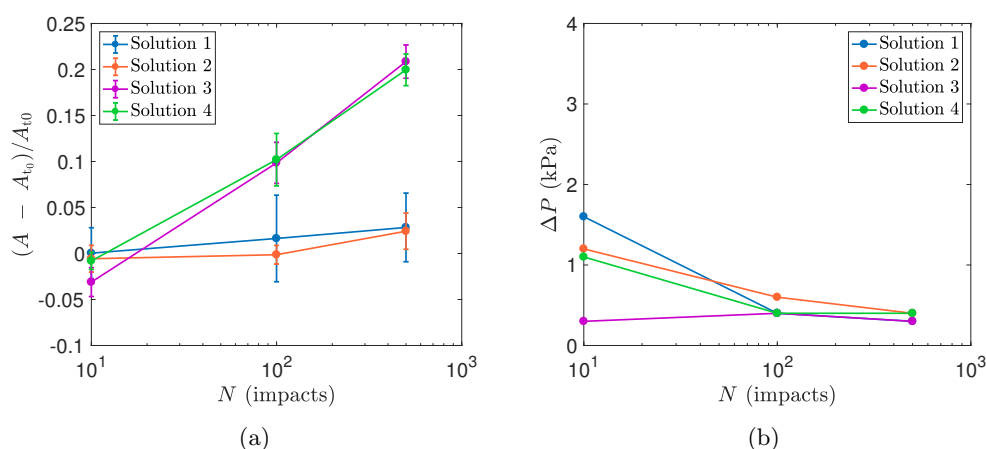 0.25
0.2
0.15
0.1
0.05
0
-0.05
-0.1
(A − A_{t_0})/A_{t0}
Solution 1
Solution 2
Solution 3
Solution 4
10^1
10^2
10^3
N (impacts)
(a)
4
3
2
1
0
ΔP (kPa)
Solution 1
Solution 2
Solution 3
Solution 4
10^1
10^2
10^3
N (impacts)
(b)